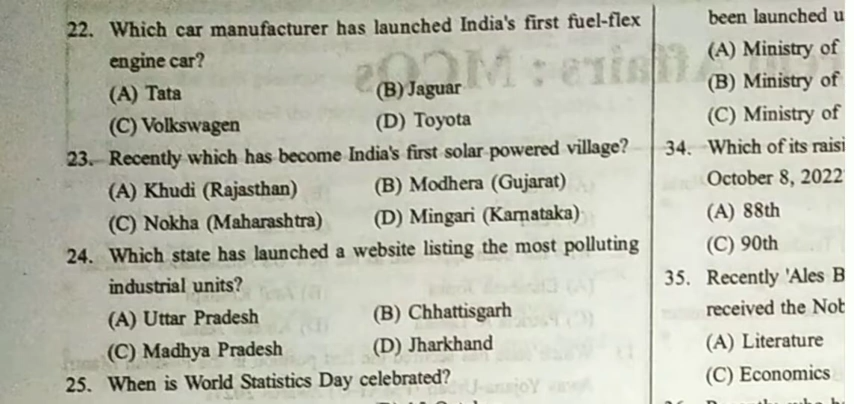 22. Which car manufacturer has launched India's first fuel-flex
engine car?
(A) Tata (B) Jaguar
(C) Volkswagen (D) Toyota
23. Recently which has become India's first solar powered village?
(A) Khudi (Rajasthan) (B) Modhera (Gujarat)
(C) Nokha (Maharashtra) (D) Mingari (Karnataka)
24. Which state has launched a website listing the most polluting
industrial units?
(A) Uttar Pradesh (B) Chhattisgarh
(C) Madhya Pradesh (D) Jharkhand
25. When is World Statistics Day celebrated?
been launched u
(A) Ministry of
(B) Ministry of
(C) Ministry of
34. Which of its raisi
October 8, 2022
(A) 88th
(C) 90th
35. Recently 'Ales B
received the Not
(A) Literature
(C) Economics